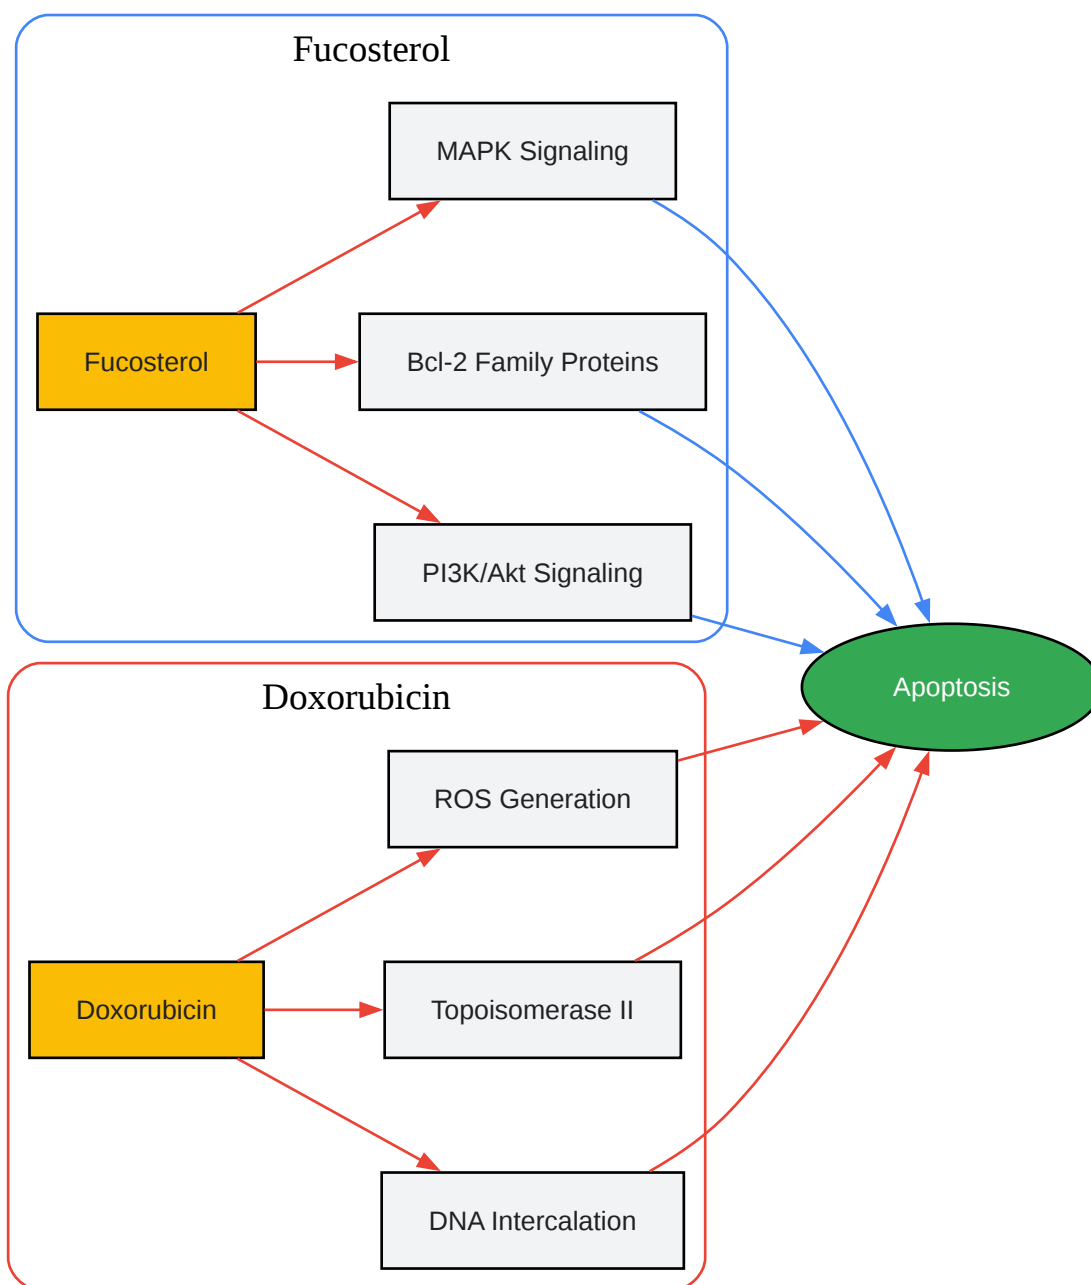 Fucosterol
MAPK Signaling
Fucosterol
Bcl-2 Family Proteins
PI3K/Akt Signaling
Apoptosis
Doxorubicin
ROS Generation
Doxorubicin
Topoisomerase II
DNA Intercalation